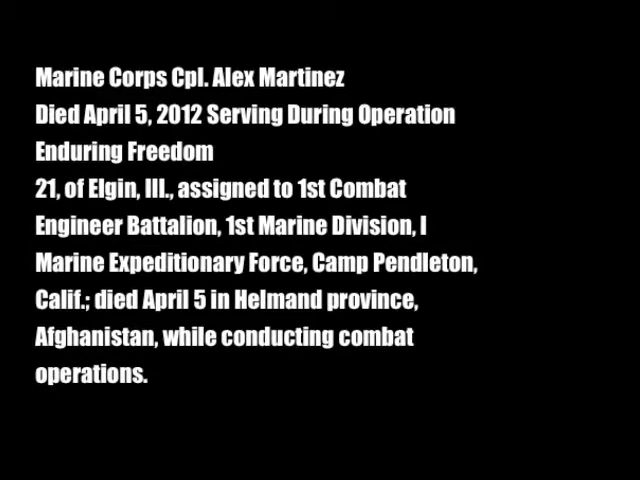 Marine Corps Cpl. Alex Martinez
Died April 5, 2012 Serving During Operation
Enduring Freedom
21, of Elgin, Ill., assigned to 1st Combat
Engineer Battalion, 1st Marine Division, I
Marine Expeditionary Force, Camp Pendleton,
Calif.; died April 5 in Helmand province,
Afghanistan, while conducting combat
operations.